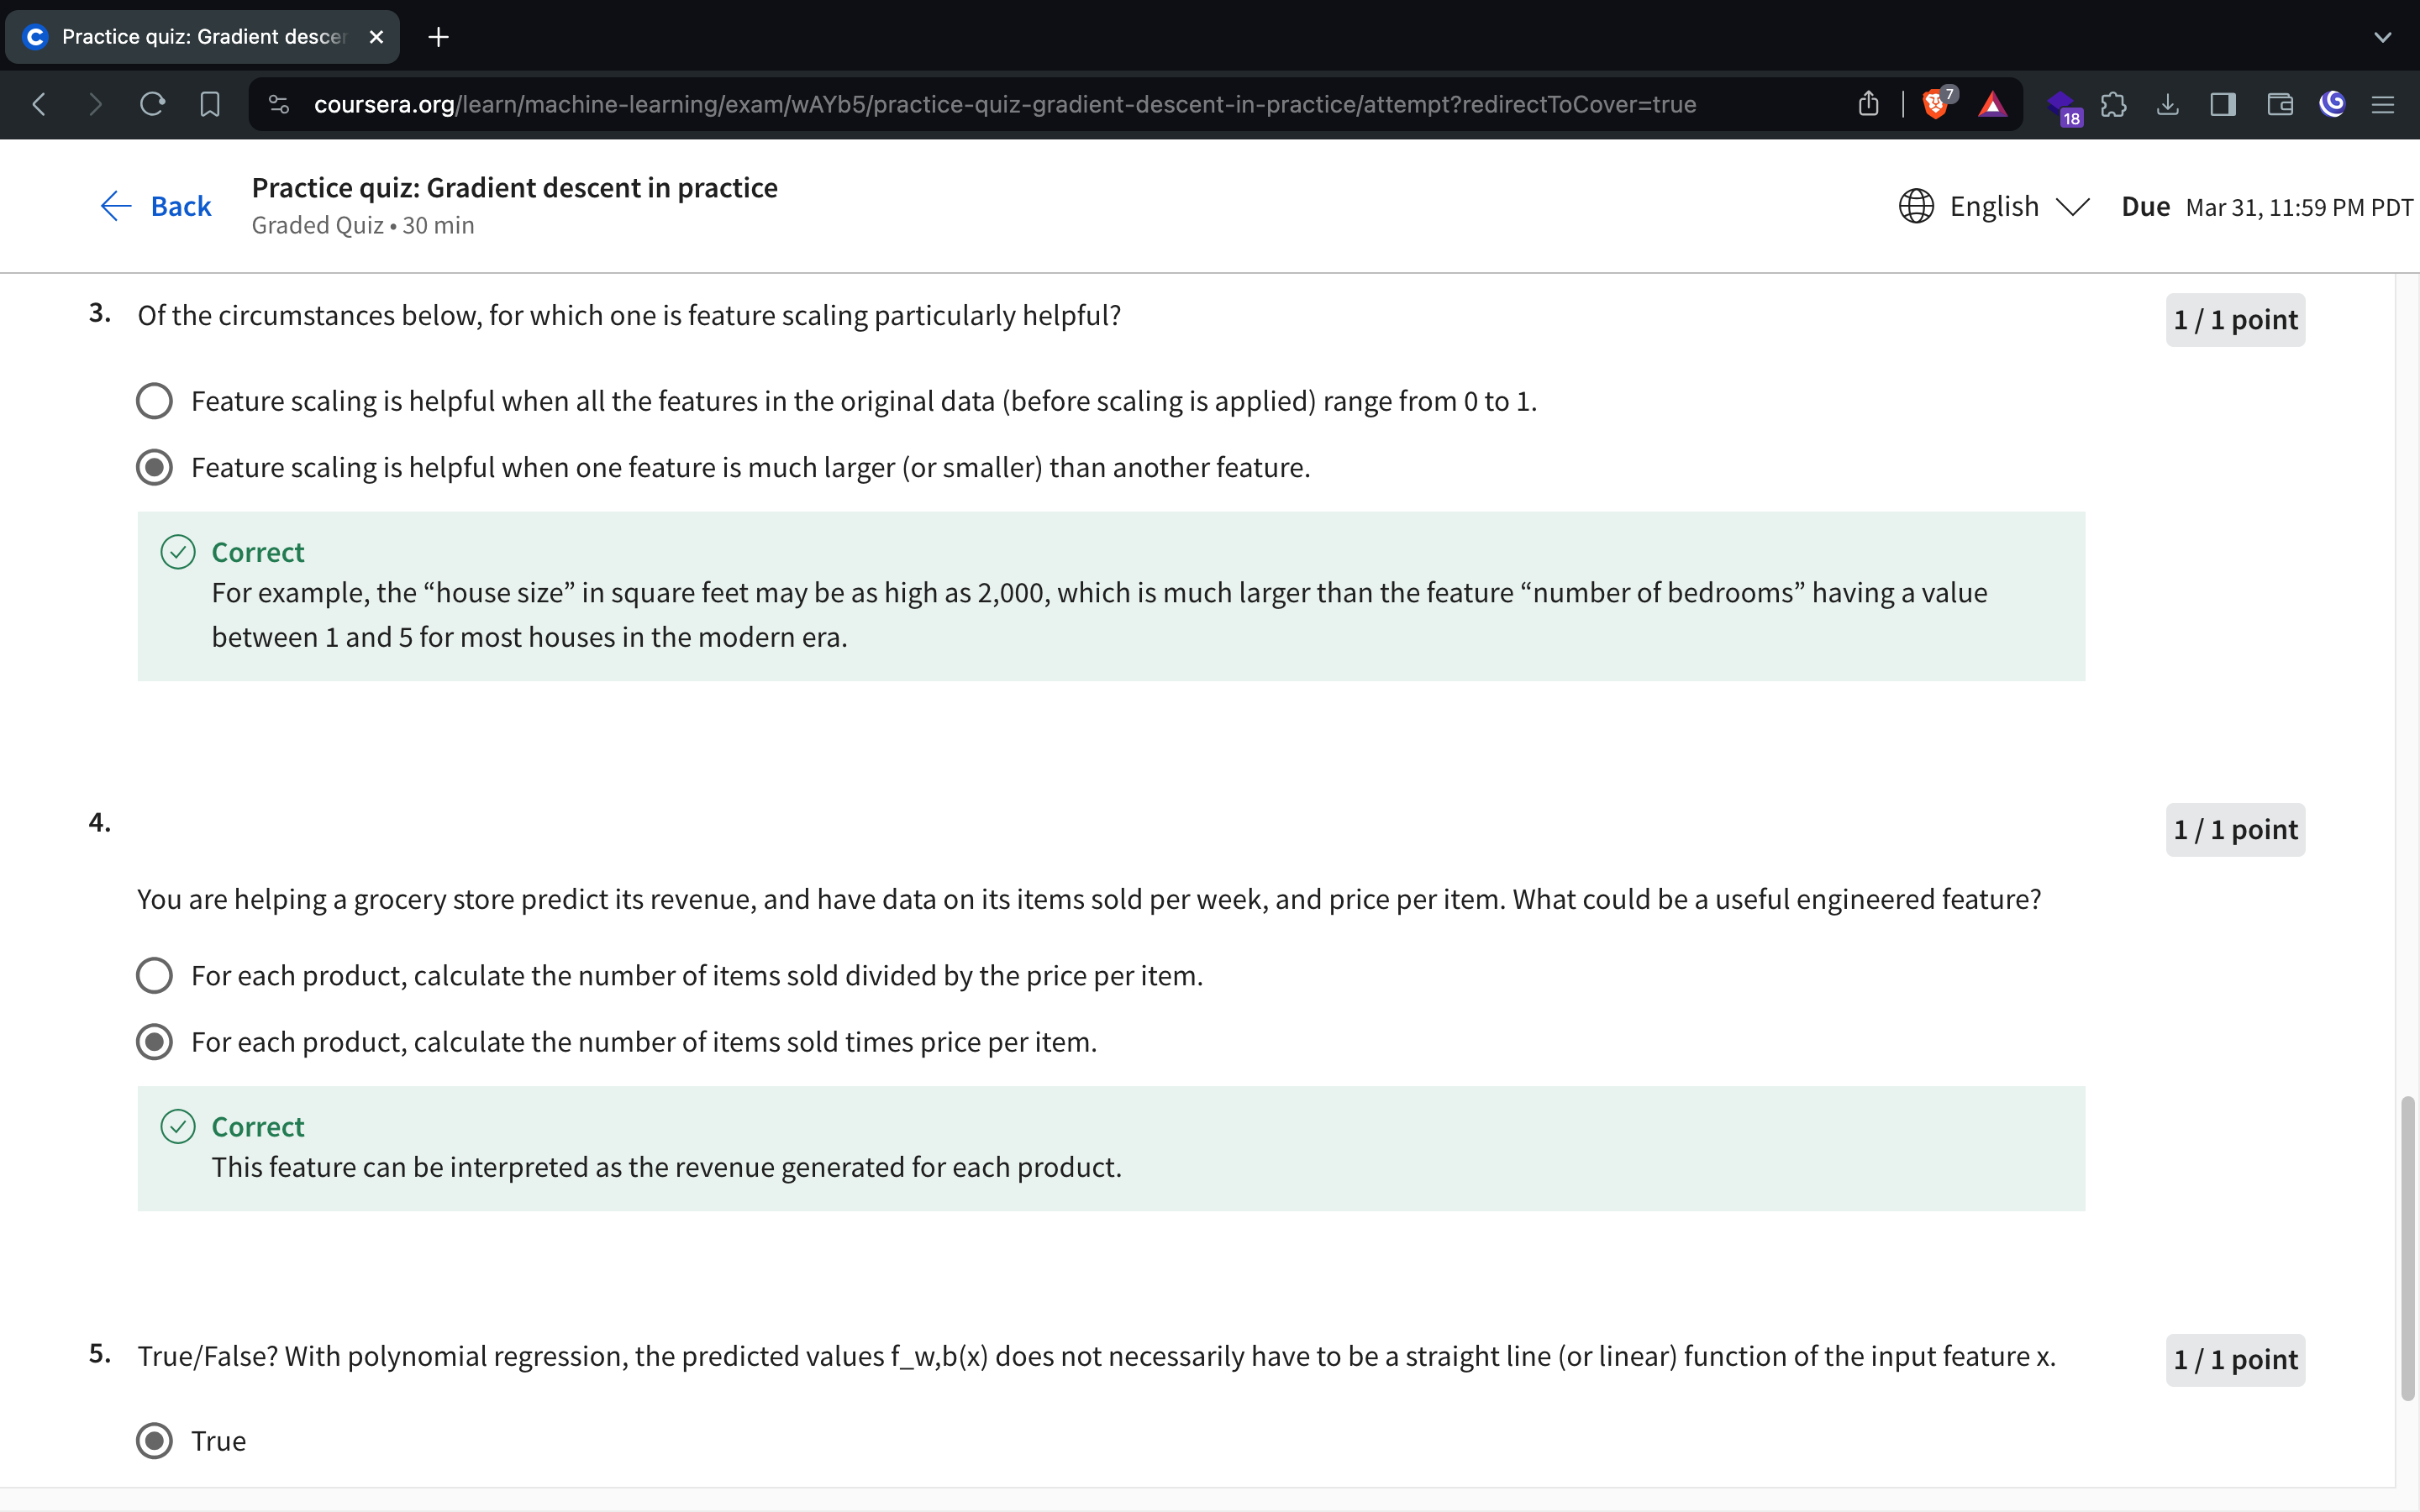 Practice quiz: Gradient descen
coursera.org/learn/machine-learning/exam/wAYb5/practice-quiz-gradient-descent-in-practice/attempt?redirectToCover=true
7
18
Back
Practice quiz: Gradient descent in practice
Graded Quiz • 30 min
English
Due Mar 31, 11:59 PM PDT
3. Of the circumstances below, for which one is feature scaling particularly helpful?
1 / 1 point
Feature scaling is helpful when all the features in the original data (before scaling is applied) range from 0 to 1.
Feature scaling is helpful when one feature is much larger (or smaller) than another feature.
Correct
For example, the “house size” in square feet may be as high as 2,000, which is much larger than the feature “number of bedrooms” having a value
between 1 and 5 for most houses in the modern era.
4.
1 / 1 point
You are helping a grocery store predict its revenue, and have data on its items sold per week, and price per item. What could be a useful engineered feature?
For each product, calculate the number of items sold divided by the price per item.
For each product, calculate the number of items sold times price per item.
Correct
This feature can be interpreted as the revenue generated for each product.
5. True/False? With polynomial regression, the predicted values f_w,b(x) does not necessarily have to be a straight line (or linear) function of the input feature x.
1 / 1 point
True